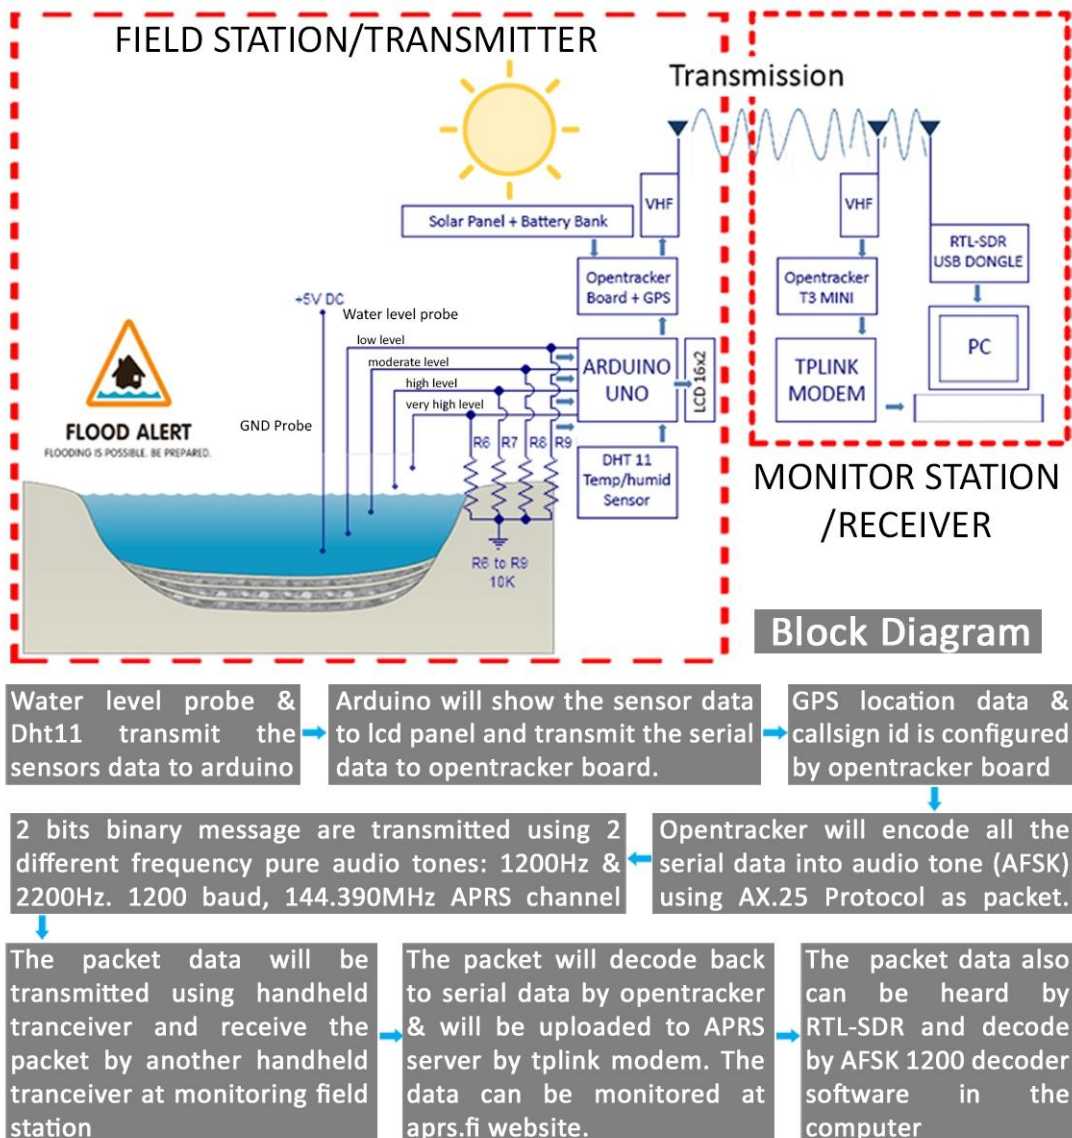 FIELD STATION/TRANSMITTER
Transmission
Solar Panel + Battery Bank
VHF
Opentracker
Board + GPS
+5V DC
Water level probe
low level
moderate level
high level
very high level
GND Probe
ARDUINO
UNO
LCD 16x2
R6 R7 R8 R9
DHT 11
Temp/humid
Sensor
R6 to R9
10K
FLOOD ALERT
FLOODING IS POSSIBLE. BE PREPARED.
VHF
Opentracker
T3 MINI
TPLINK
MODEM
RTL-SDR
USB DONGLE
PC
MONITOR STATION
/RECEIVER
Block Diagram
Water level probe &
Dht11 transmit the
sensors data to arduino
Arduino will show the sensor data
to lcd panel and transmit the serial
data to opentracker board.
GPS location data &
callsign id is configured
by opentracker board
Opentracker will encode all the
serial data into audio tone (AFSK)
using AX.25 Protocol as packet.
2 bits binary message are transmitted using 2
different frequency pure audio tones: 1200Hz &
2200Hz. 1200 baud, 144.390MHz APRS channel
The packet data will be
transmitted using handheld
tranceiver and receive the
packet by another handheld
tranceiver at monitoring field
station
The packet will decode back
to serial data by opentracker
& will be uploaded to APRS
server by tplink modem. The
data can be monitored at
aprs.fi website.
The packet data also
can be heard by
RTL-SDR and decode
by AFSK 1200 decoder
software in the
computer